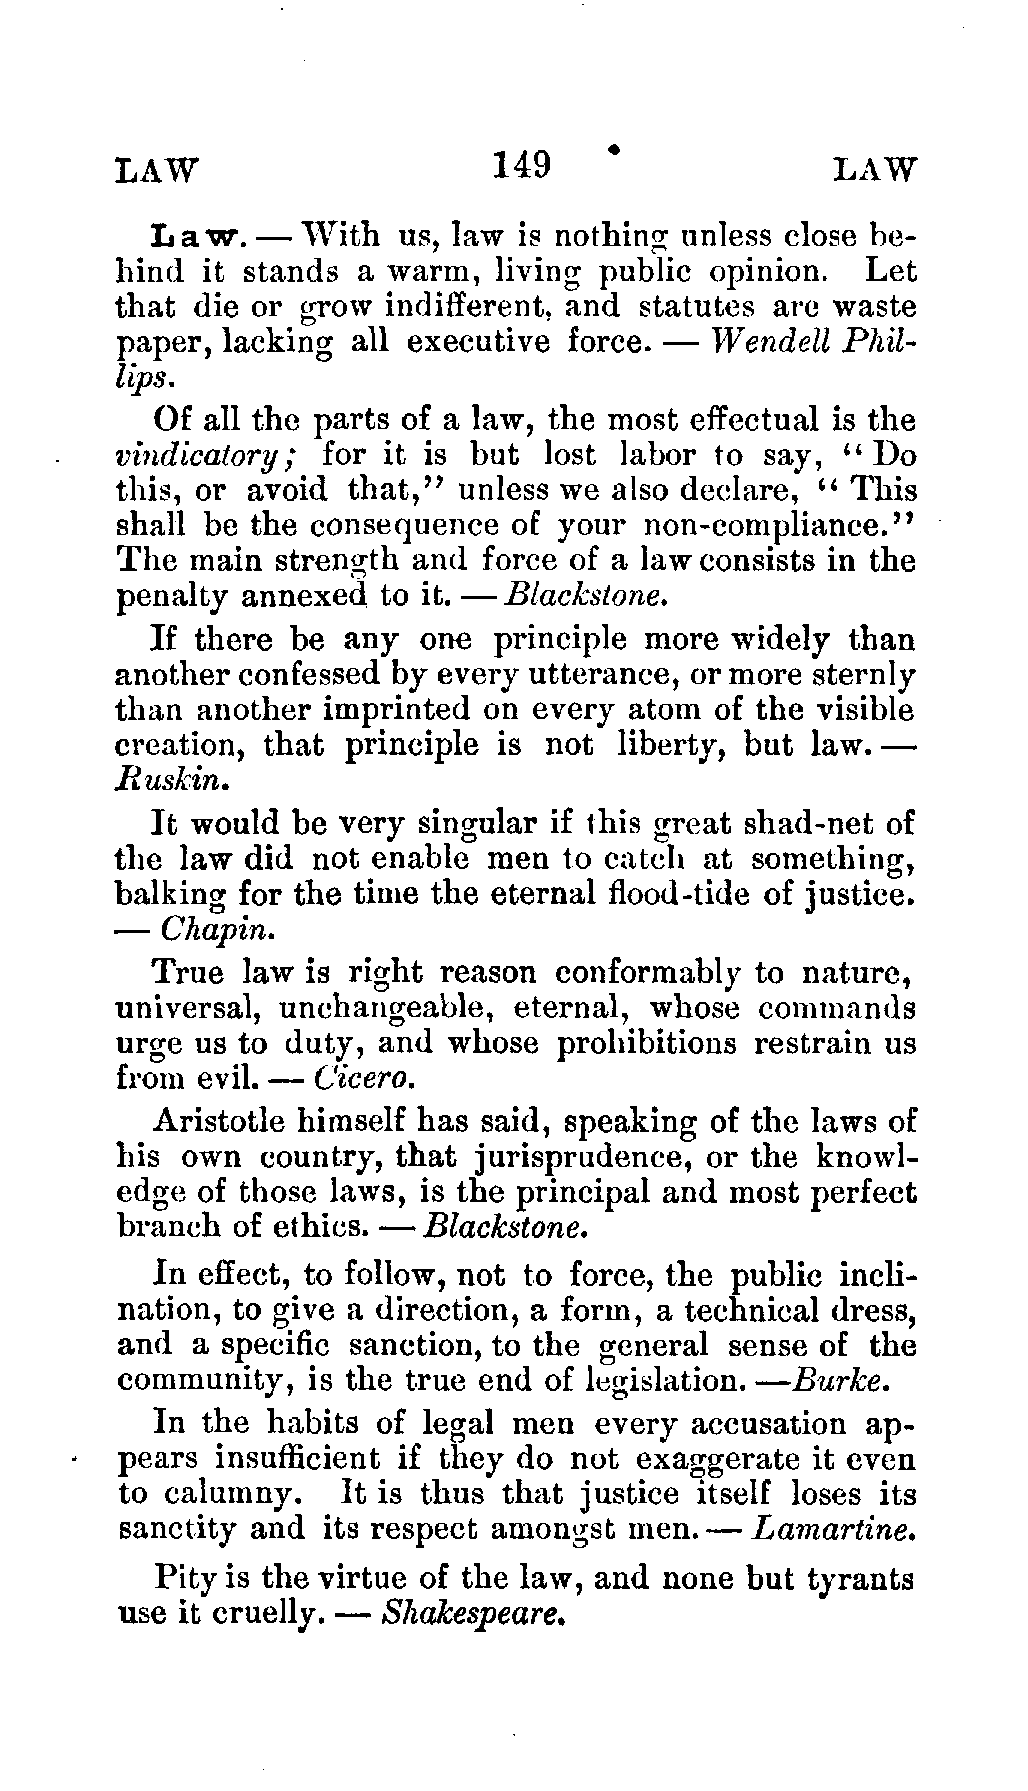 LAW 149 LAW
Law. — With us, law is nothing unless close be-
hind it stands a warm, living public opinion. Let
that die or grow indifferent, and statutes are waste
paper, lacking all executive force. — Wendell Phil-
lips.
Of all the parts of a law, the most effectual is the
vindicatory; for it is but lost labor to say, “Do
this, or avoid that,” unless we also declare, “This
shall be the consequence of your non-compliance.”
The main strength and force of a law consists in the
penalty annexed to it. — Blackstone.
If there be any one principle more widely than
another confessed by every utterance, or more sternly
than another imprinted on every atom of the visible
creation, that principle is not liberty, but law. —
Ruskin.
It would be very singular if this great shad-net of
the law did not enable men to catch at something,
balking for the time the eternal flood-tide of justice.
— Chapin.
True law is right reason conformably to nature,
universal, unchangeable, eternal, whose commands
urge us to duty, and whose prohibitions restrain us
from evil. — Cicero.
Aristotle himself has said, speaking of the laws of
his own country, that jurisprudence, or the knowl-
edge of those laws, is the principal and most perfect
branch of ethics. — Blackstone.
In effect, to follow, not to force, the public incli-
nation, to give a direction, a form, a technical dress,
and a specific sanction, to the general sense of the
community, is the true end of legislation. — Burke.
In the habits of legal men every accusation ap-
pears insufficient if they do not exaggerate it even
to calumny. It is thus that justice itself loses its
sanctity and its respect amongst men. — Lamartine.
Pity is the virtue of the law, and none but tyrants
use it cruelly. — Shakespeare.